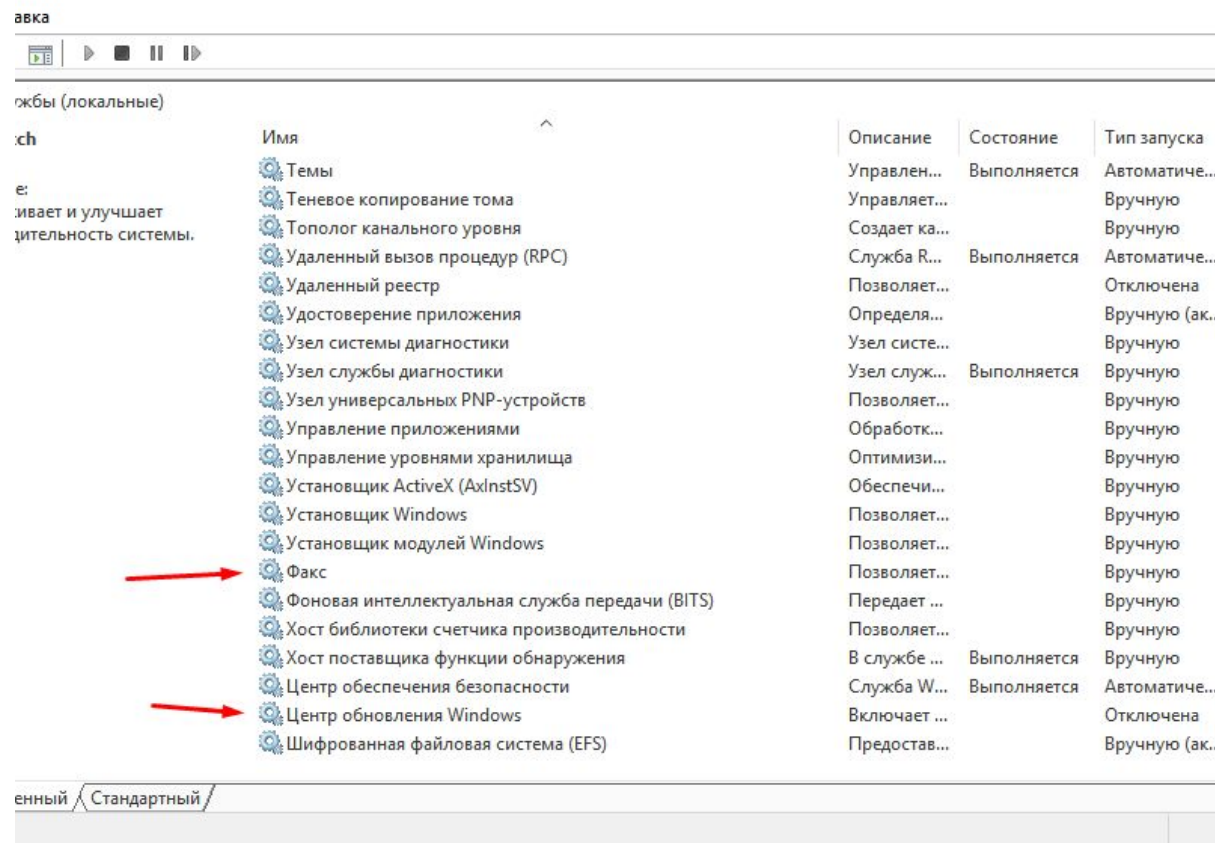 авка
ужбы (локальные)
ch
Имя Описание Состояние Тип запуска
е:
ивает и улучшает
дительность системы.
Темы Управлен... Выполняется Автоматиче...
Теневое копирование тома Управляет... Вручную
Тополог канального уровня Создает ка... Вручную
Удаленный вызов процедур (RPC) Служба R... Выполняется Автоматиче...
Удаленный реестр Позволяет... Отключена
Удостоверение приложения Определя... Вручную (ак...
Узел системы диагностики Узел систе... Вручную
Узел службы диагностики Узел служ... Выполняется Вручную
Узел универсальных PNP-устройств Позволяет... Вручную
Управление приложениями Обработк... Вручную
Управление уровнями хранилища Оптимизи... Вручную
Установщик ActiveX (AxInstSV) Обеспечи... Вручную
Установщик Windows Позволяет... Вручную
Установщик модулей Windows Позволяет... Вручную
Факс Позволяет... Вручную
Фоновая интеллектуальная служба передачи (BITS) Передает ... Вручную
Хост библиотеки счетчика производительности Позволяет... Вручную
Хост поставщика функции обнаружения В службе ... Выполняется Вручную
Центр обеспечения безопасности Служба W... Выполняется Автоматиче...
Центр обновления Windows Включает ... Отключена
Шифрованная файловая система (EFS) Предостав... Вручную (ак...
енный Стандартный